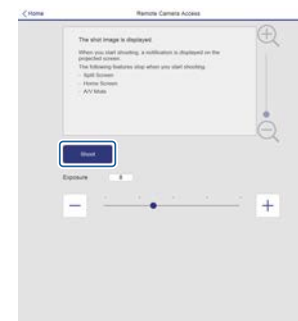 < Home
Remote Camera Access
The shot image is displayed.
When you start shooting, a notification is displayed on the
projected screen.
The following features stop when you start shooting.
- Split Screen
- Home Screen
- A/V Mute
Shoot
Exposure